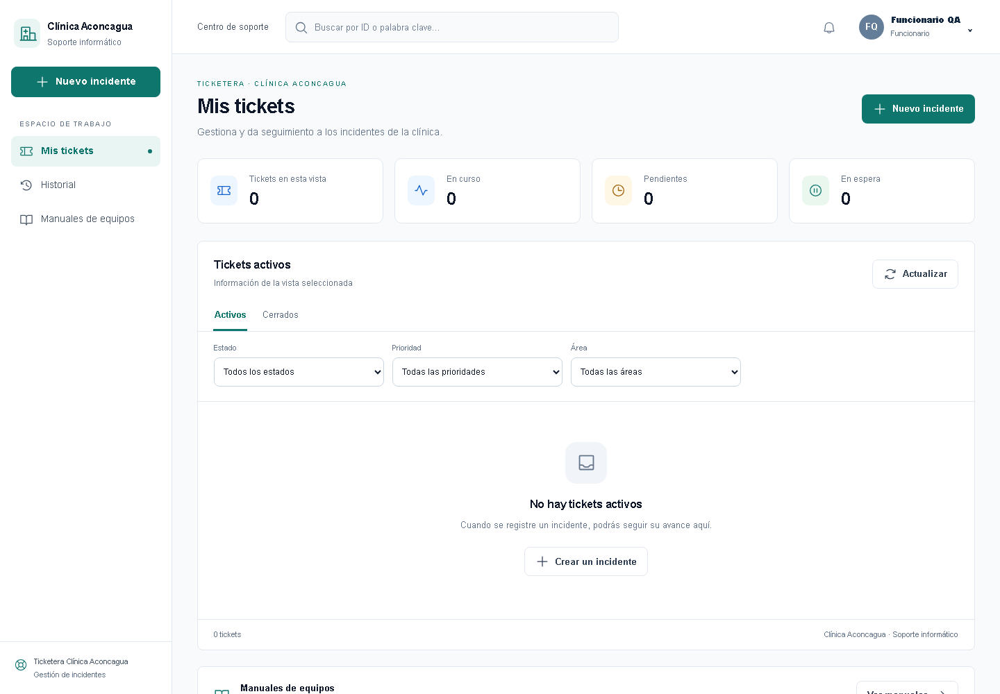 Clínica Aconcagua
Soporte informático
Nuevo incidente
ESPACIO DE TRABAJO
Mis tickets
Historial
Manuales de equipos
Ticketera Clínica Aconcagua
Gestión de incidentes
Centro de soporte
Buscar por ID o palabra clave...
FQ
Funcionario QA
Funcionario
TICKETERA · CLÍNICA ACONCAGUA
Mis tickets
Gestiona y da seguimiento a los incidentes de la clínica.
Nuevo incidente
Tickets en esta vista
0
En curso
0
Pendientes
0
En espera
0
Tickets activos
Información de la vista seleccionada
Actualizar
Activos
Cerrados
Estado
Prioridad
Área
Todos los estados
Todas las prioridades
Todas las áreas
No hay tickets activos
Cuando se registre un incidente, podrás seguir su avance aquí.
Crear un incidente
0 tickets
Clínica Aconcagua · Soporte informático
Manuales de equipos
Ver manuales